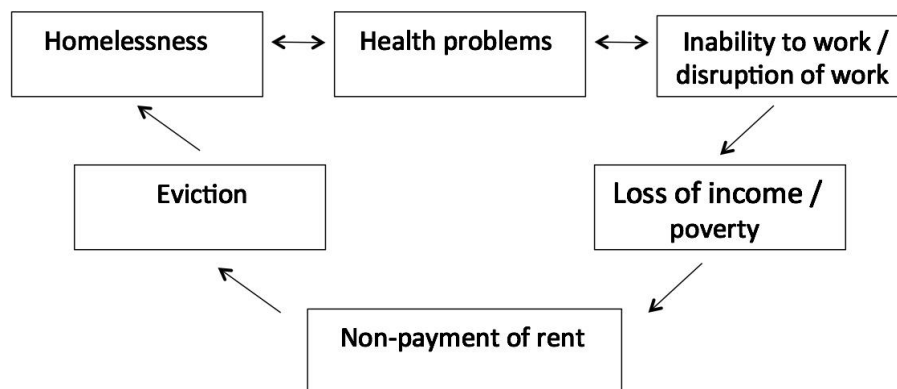 Homelessness
Health problems
Inability to work /
disruption of work
Eviction
Loss of income /
poverty
Non-payment of rent